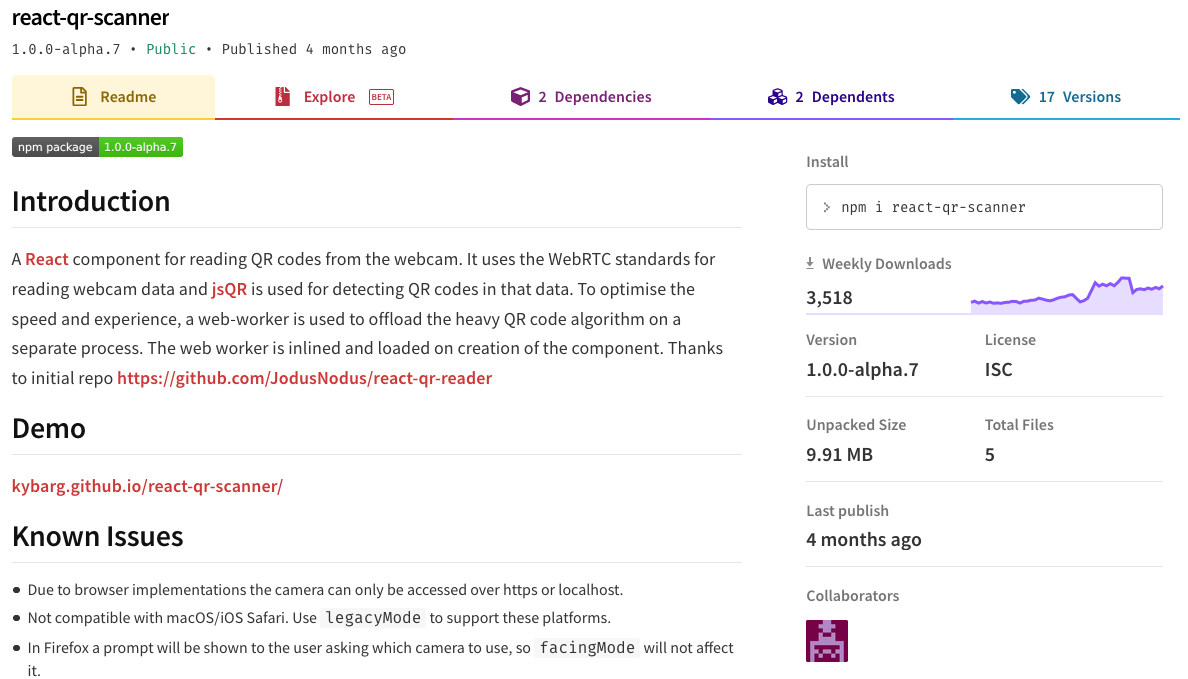 react-qr-scanner
1.0.0-alpha.7 • Public • Published 4 months ago
Readme
Explore BETA
2 Dependencies
2 Dependents
17 Versions
npm package 1.0.0-alpha.7
Introduction
A React component for reading QR codes from the webcam. It uses the WebRTC standards for
reading webcam data and jsQR is used for detecting QR codes in that data. To optimise the
speed and experience, a web-worker is used to offload the heavy QR code algorithm on a
separate process. The web worker is inlined and loaded on creation of the component. Thanks
to initial repo https://github.com/JodusNodus/react-qr-reader
Demo
kybarg.github.io/react-qr-scanner/
Known Issues
• Due to browser implementations the camera can only be accessed over https or localhost.
• Not compatible with macOS/iOS Safari. Use legacyMode to support these platforms.
• In Firefox a prompt will be shown to the user asking which camera to use, so facingMode will not affect
it.
Install
> npm i react-qr-scanner
Weekly Downloads
3,518
Version
1.0.0-alpha.7
License
ISC
Unpacked Size
9.91 MB
Total Files
5
Last publish
4 months ago
Collaborators